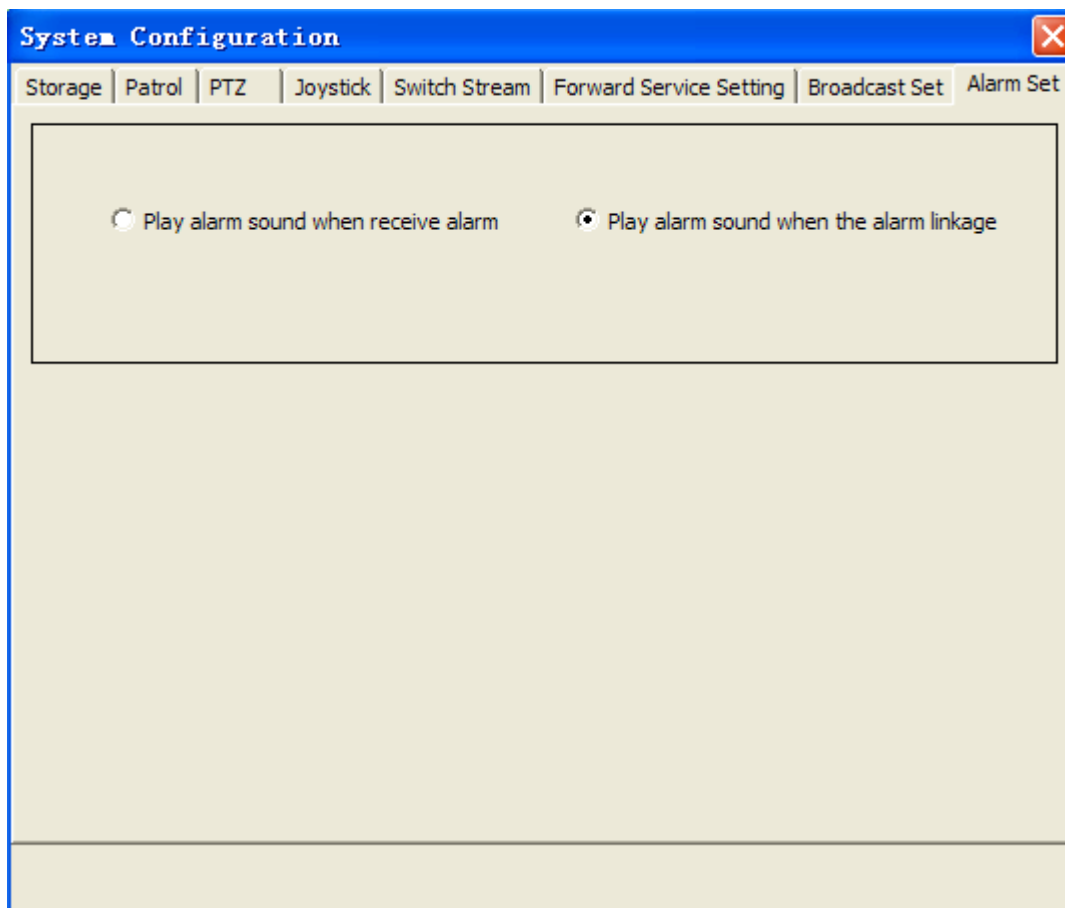 System Configuration
Storage Patrol PTZ Joystick Switch Stream Forward Service Setting Broadcast Set Alarm Set
Play alarm sound when receive alarm Play alarm sound when the alarm linkage